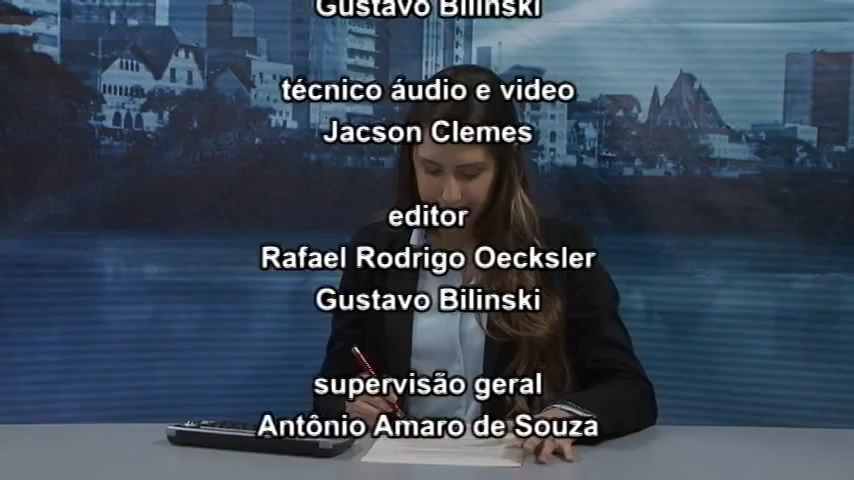 Gustavo Bilinski
técnico áudio e video
Jacson Clemes
editor
Rafael Rodrigo Oecksler
Gustavo Bilinski
supervisão geral
Antônio Amaro de Souza